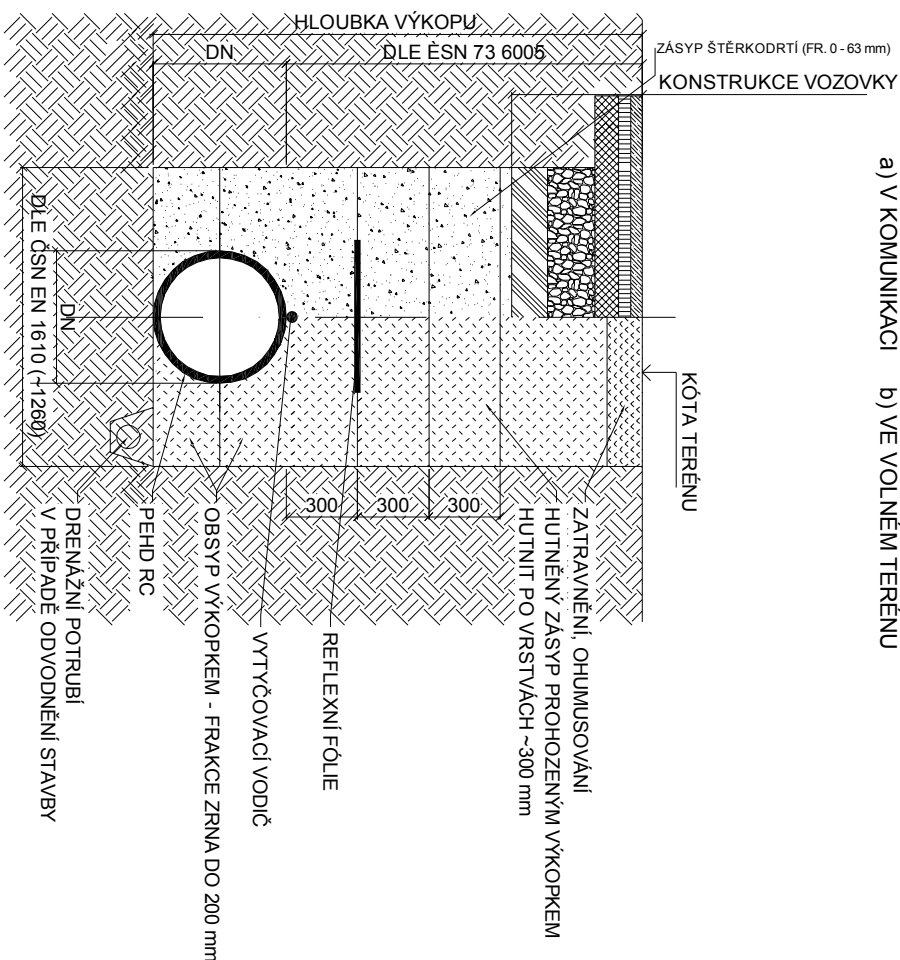 a) V KOMUNIKACI
b) VE VOLNÉM TERÉNU
HLOUBKA VÝKOPU
DN
DLE ÈSN 73 6005
ZÁSYP ŠTĚRKODRTÍ (FR. 0 - 63 mm)
KONSTRUKCE VOZOVKY
KÓTA TERÉNU
ZATRAVNĚNÍ, OHUMUSOVÁNÍ
HUTNĚNÝ ZÁSYP PROHOZENÝM VÝKOPKEM
HUTNIT PO VRSTVÁCH ~300 mm
300
300
300
REFLEXNÍ FÓLIE
VYTYČOVACÍ VODIČ
OBSYP VÝKOPKEM - FRAKCE ZRNA DO 200 mm
PEHD RC
DRENÁŽNÍ POTRUBÍ
V PŘÍPADĚ ODVODNĚNÍ STAVBY
DN
DLE ČSN EN 1610 (~1260)